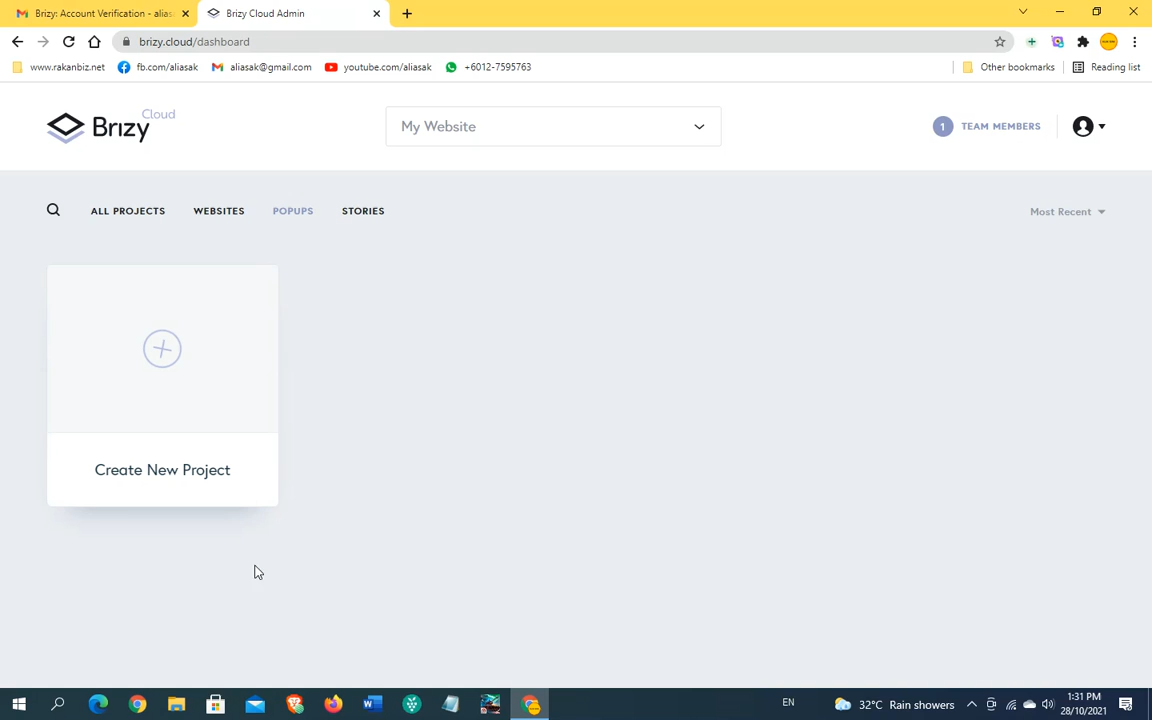 Brizy: Account Verification - alias
Brizy Cloud Admin
brizy.cloud/dashboard
www.rakanbiz.net
fb.com/aliasak
aliasak@gmail.com
youtube.com/aliasak
+6012-7595763
Other bookmarks
Reading list
Brizy Cloud
My Website
1 TEAM MEMBERS
ALL PROJECTS
WEBSITES
POPUPS
STORIES
Most Recent
Create New Project
EN
32°C Rain showers
1:31 PM
28/10/2021